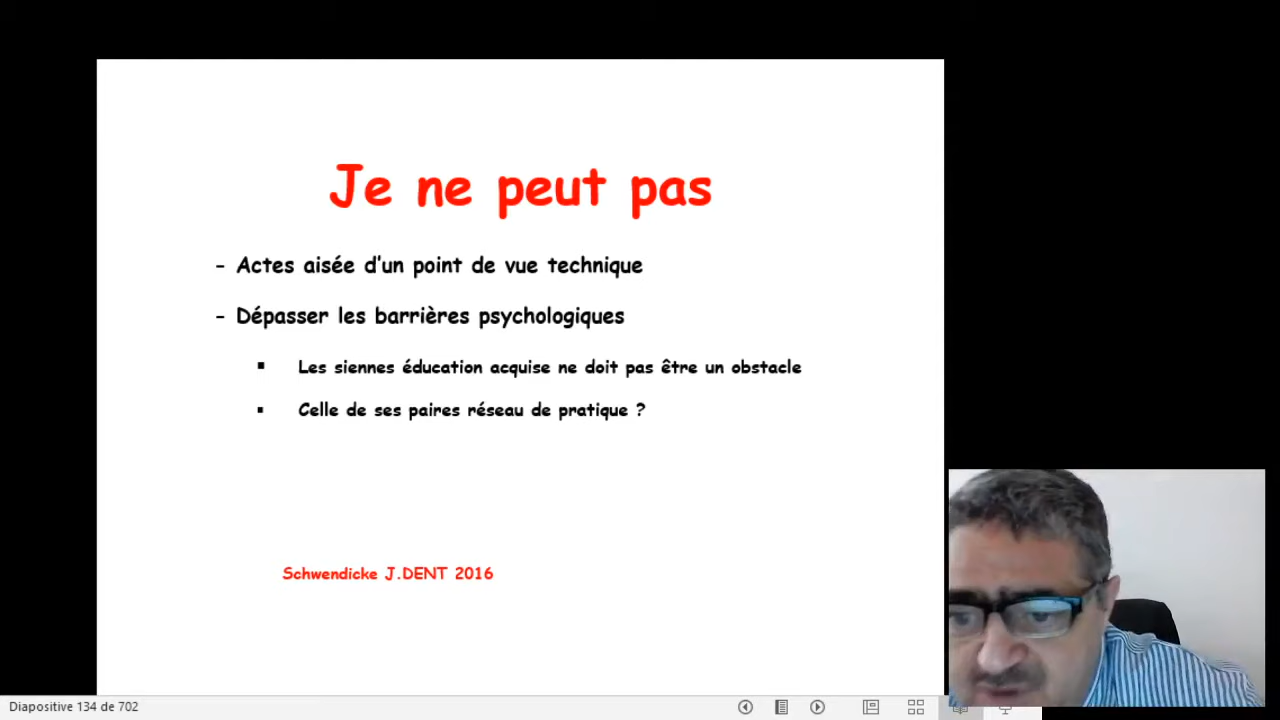 Je ne peut pas
- Actes aisée d'un point de vue technique
- Dépasser les barrières psychologiques
▪ Les siennes éducation acquise ne doit pas être un obstacle
▪ Celle de ses paires réseau de pratique ?
Schwendicke J.DENT 2016
Diapositive 134 de 702